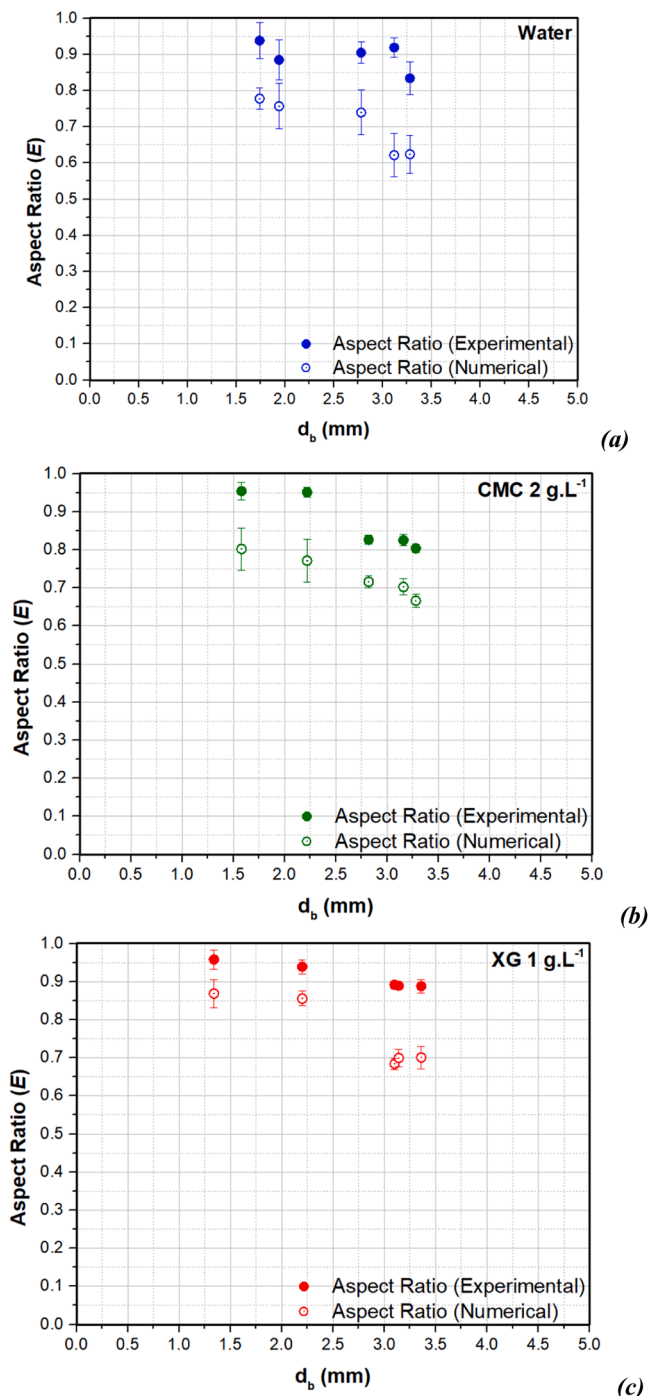 1.0
Water
0.9
0.8
0.7
0.6
0.5
0.4
0.3
0.2
0.1
0.0
Aspect Ratio (E)
Aspect Ratio (Experimental)
Aspect Ratio (Numerical)
0.0 0.5 1.0 1.5 2.0 2.5 3.0 3.5 4.0 4.5 5.0
d_b (mm)
(a)
1.0
CMC 2 g.L⁻¹
0.9
0.8
0.7
0.6
0.5
0.4
0.3
0.2
0.1
0.0
Aspect Ratio (E)
Aspect Ratio (Experimental)
Aspect Ratio (Numerical)
0.0 0.5 1.0 1.5 2.0 2.5 3.0 3.5 4.0 4.5 5.0
d_b (mm)
(b)
1.0
XG 1 g.L⁻¹
0.9
0.8
0.7
0.6
0.5
0.4
0.3
0.2
0.1
0.0
Aspect Ratio (E)
Aspect Ratio (Experimental)
Aspect Ratio (Numerical)
0.0 0.5 1.0 1.5 2.0 2.5 3.0 3.5 4.0 4.5 5.0
d_b (mm)
(c)